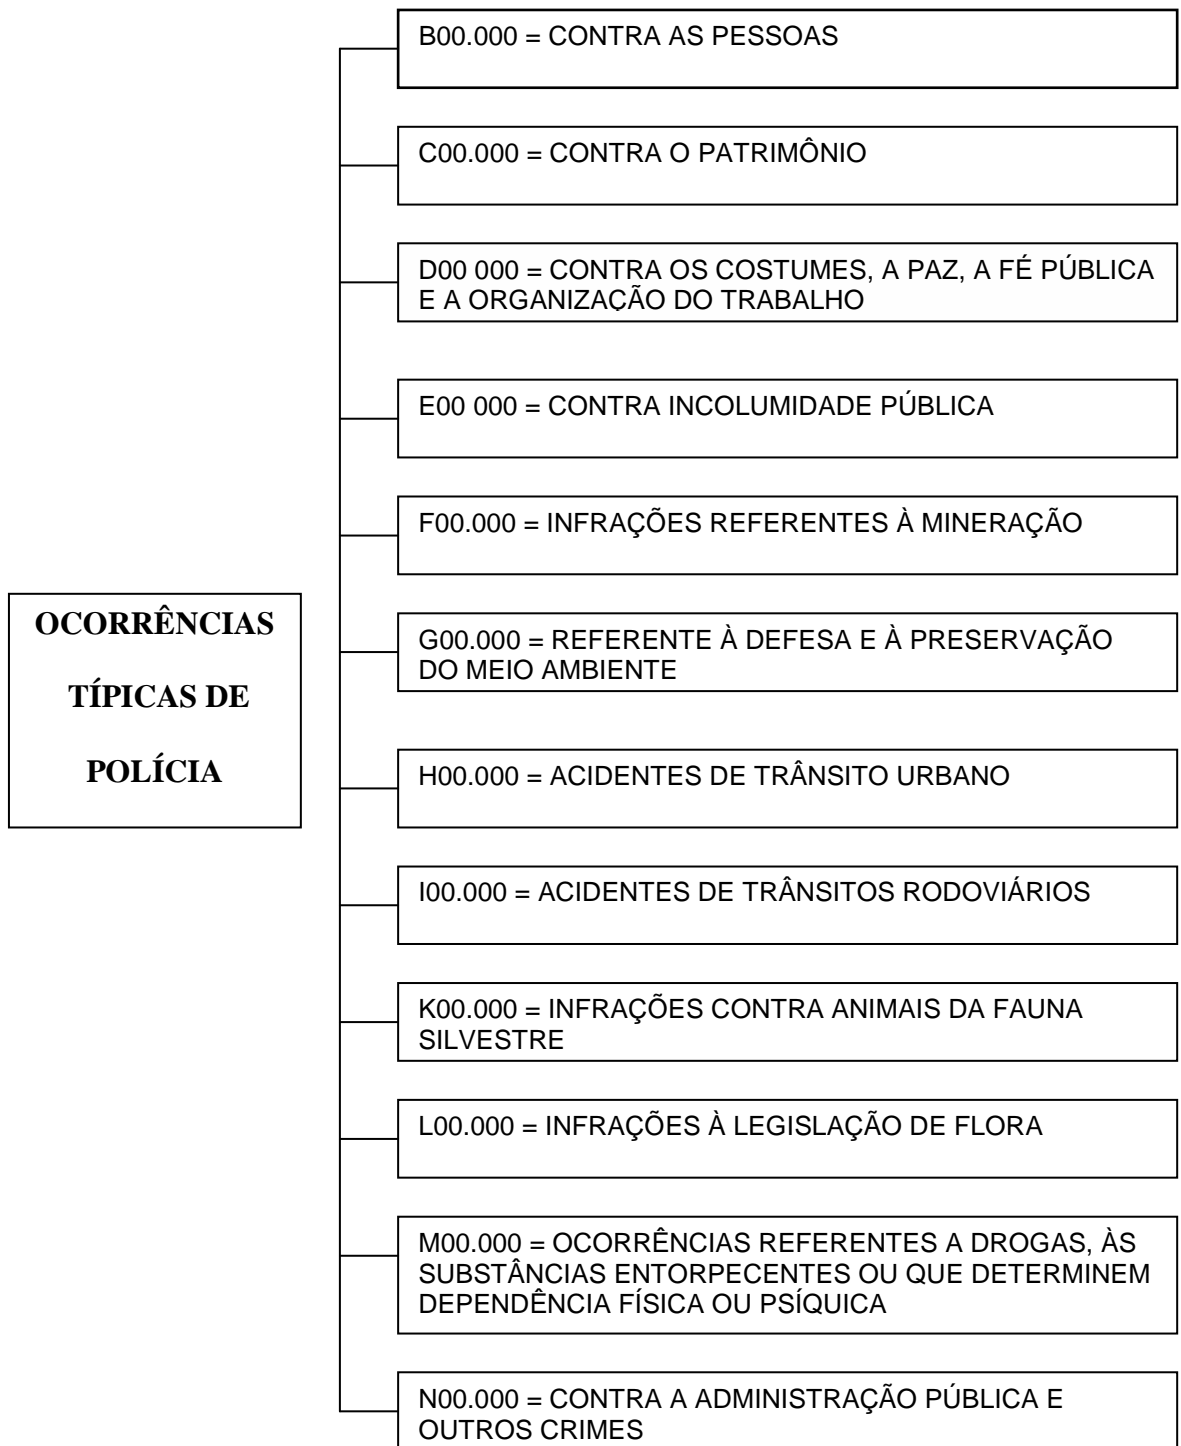 B00.000 = CONTRA AS PESSOAS
C00.000 = CONTRA O PATRIMÔNIO
D00 000 = CONTRA OS COSTUMES, A PAZ, A FÉ PÚBLICA
E A ORGANIZAÇÃO DO TRABALHO
E00 000 = CONTRA INCOLUMIDADE PÚBLICA
F00.000 = INFRAÇÕES REFERENTES À MINERAÇÃO
OCORRÊNCIAS
TÍPICAS DE
POLÍCIA
G00.000 = REFERENTE À DEFESA E À PRESERVAÇÃO
DO MEIO AMBIENTE
H00.000 = ACIDENTES DE TRÂNSITO URBANO
I00.000 = ACIDENTES DE TRÂNSITOS RODOVIÁRIOS
K00.000 = INFRAÇÕES CONTRA ANIMAIS DA FAUNA
SILVESTRE
L00.000 = INFRAÇÕES À LEGISLAÇÃO DE FLORA
M00.000 = OCORRÊNCIAS REFERENTES A DROGAS, ÀS
SUBSTÂNCIAS ENTORPECENTES OU QUE DETERMINEM
DEPENDÊNCIA FÍSICA OU PSÍQUICA
N00.000 = CONTRA A ADMINISTRAÇÃO PÚBLICA E
OUTROS CRIMES